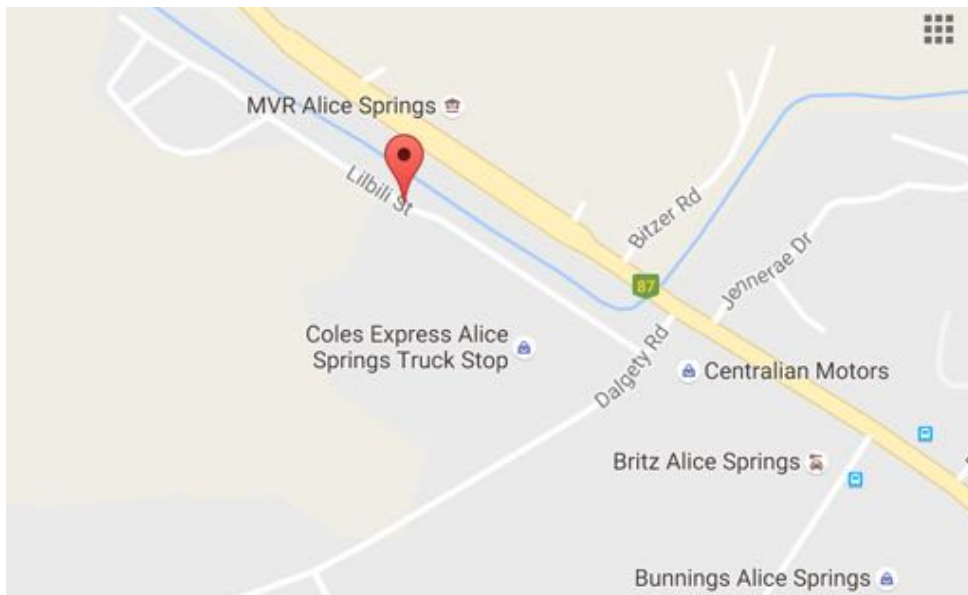 MVR Alice Springs
Lilbili St
Bitzer Rd
Jennerae Dr
87
Coles Express Alice
Springs Truck Stop
Dalgety Rd
Centralian Motors
Britz Alice Springs
Bunnings Alice Springs